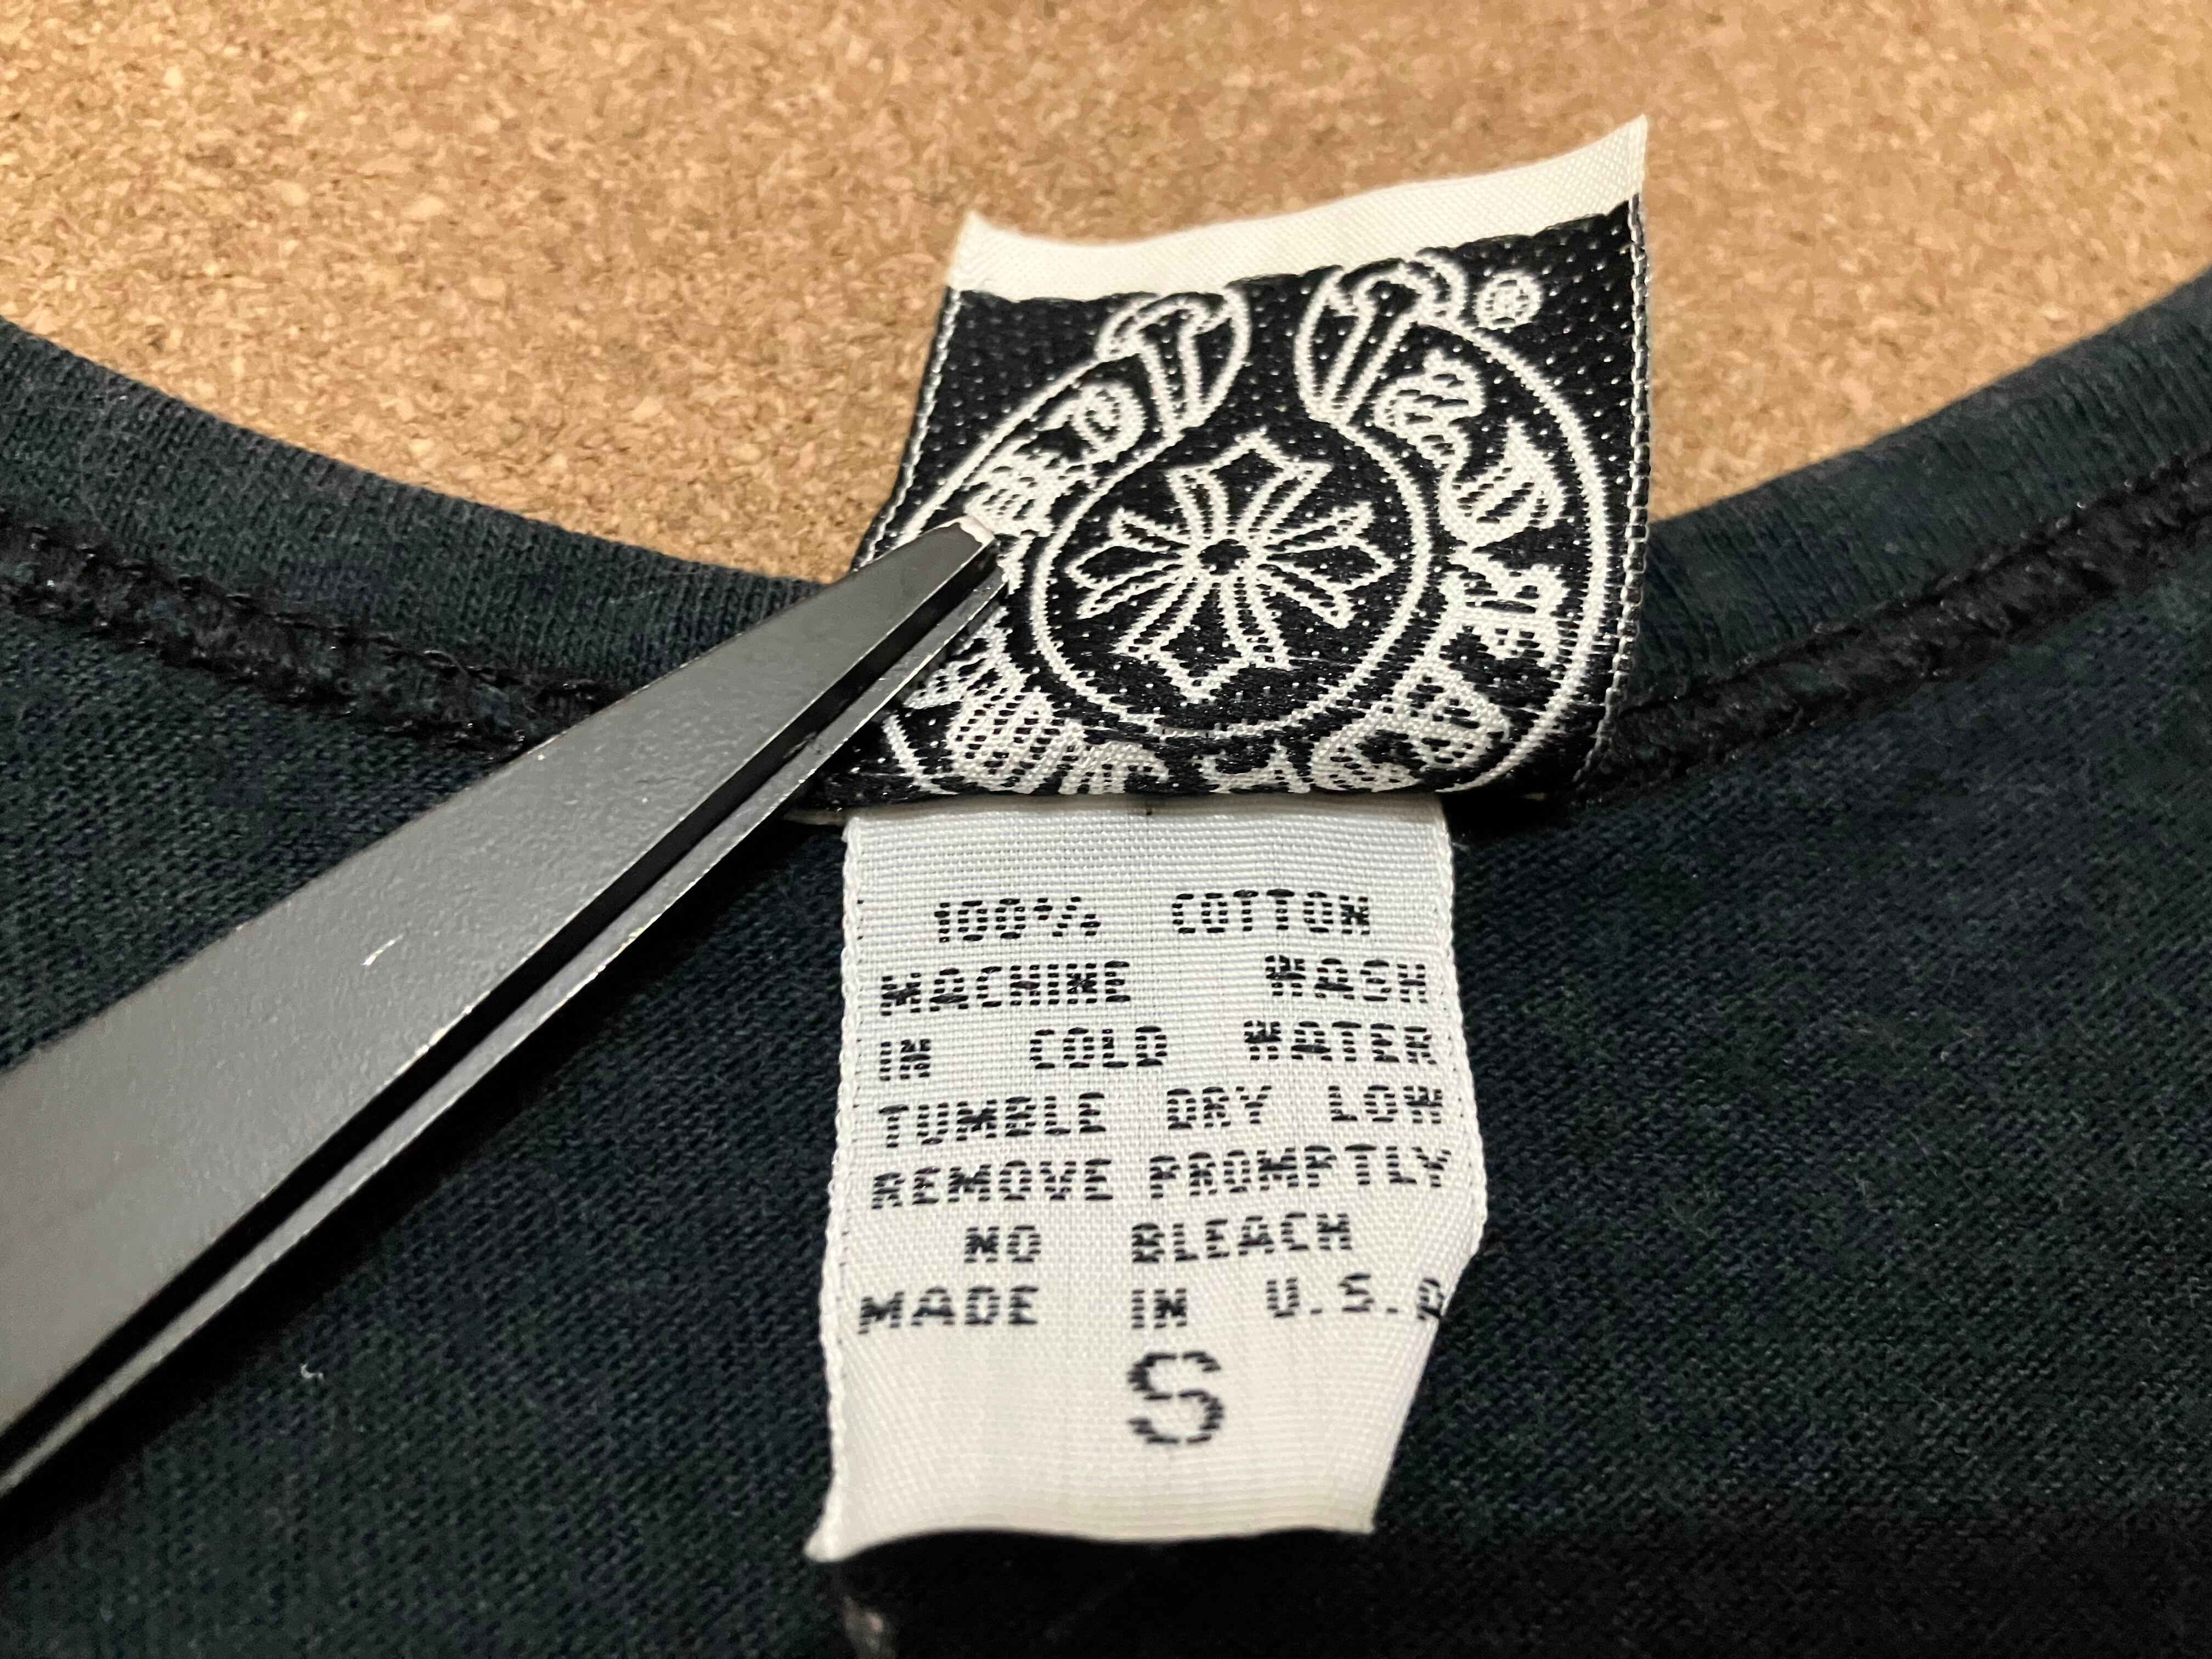 ®
100% COTTON
MACHINE WASH
IN COLD WATER
TUMBLE DRY LOW
REMOVE PROMPTLY
NO BLEACH
MADE IN U.S.A
S